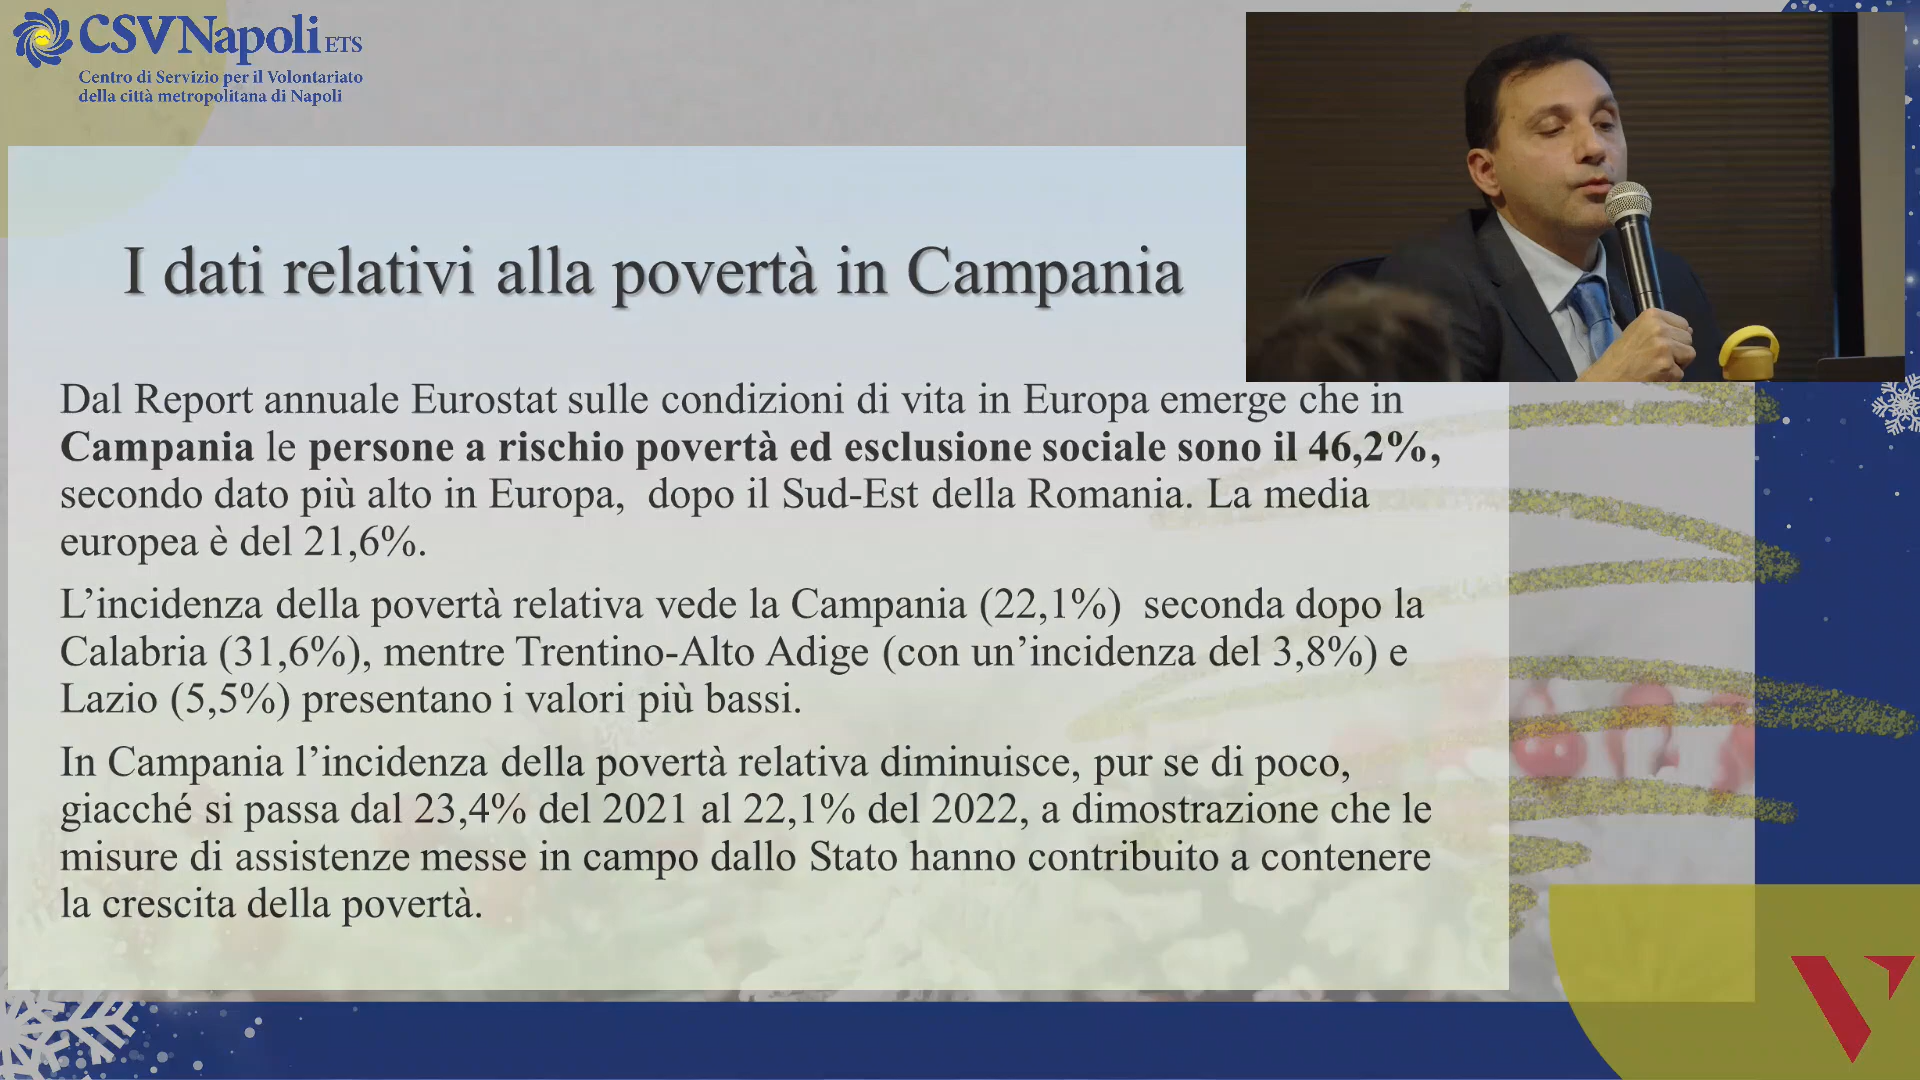 CSVNapoli ETS
Centro di Servizio per il Volontariato
della città metropolitana di Napoli
I dati relativi alla povertà in Campania
Dal Report annuale Eurostat sulle condizioni di vita in Europa emerge che in
Campania le persone a rischio povertà ed esclusione sociale sono il 46,2%,
secondo dato più alto in Europa, dopo il Sud-Est della Romania. La media
europea è del 21,6%.
L’incidenza della povertà relativa vede la Campania (22,1%) seconda dopo la
Calabria (31,6%), mentre Trentino-Alto Adige (con un’incidenza del 3,8%) e
Lazio (5,5%) presentano i valori più bassi.
In Campania l’incidenza della povertà relativa diminuisce, pur se di poco,
giacché si passa dal 23,4% del 2021 al 22,1% del 2022, a dimostrazione che le
misure di assistenze messe in campo dallo Stato hanno contribuito a contenere
la crescita della povertà.